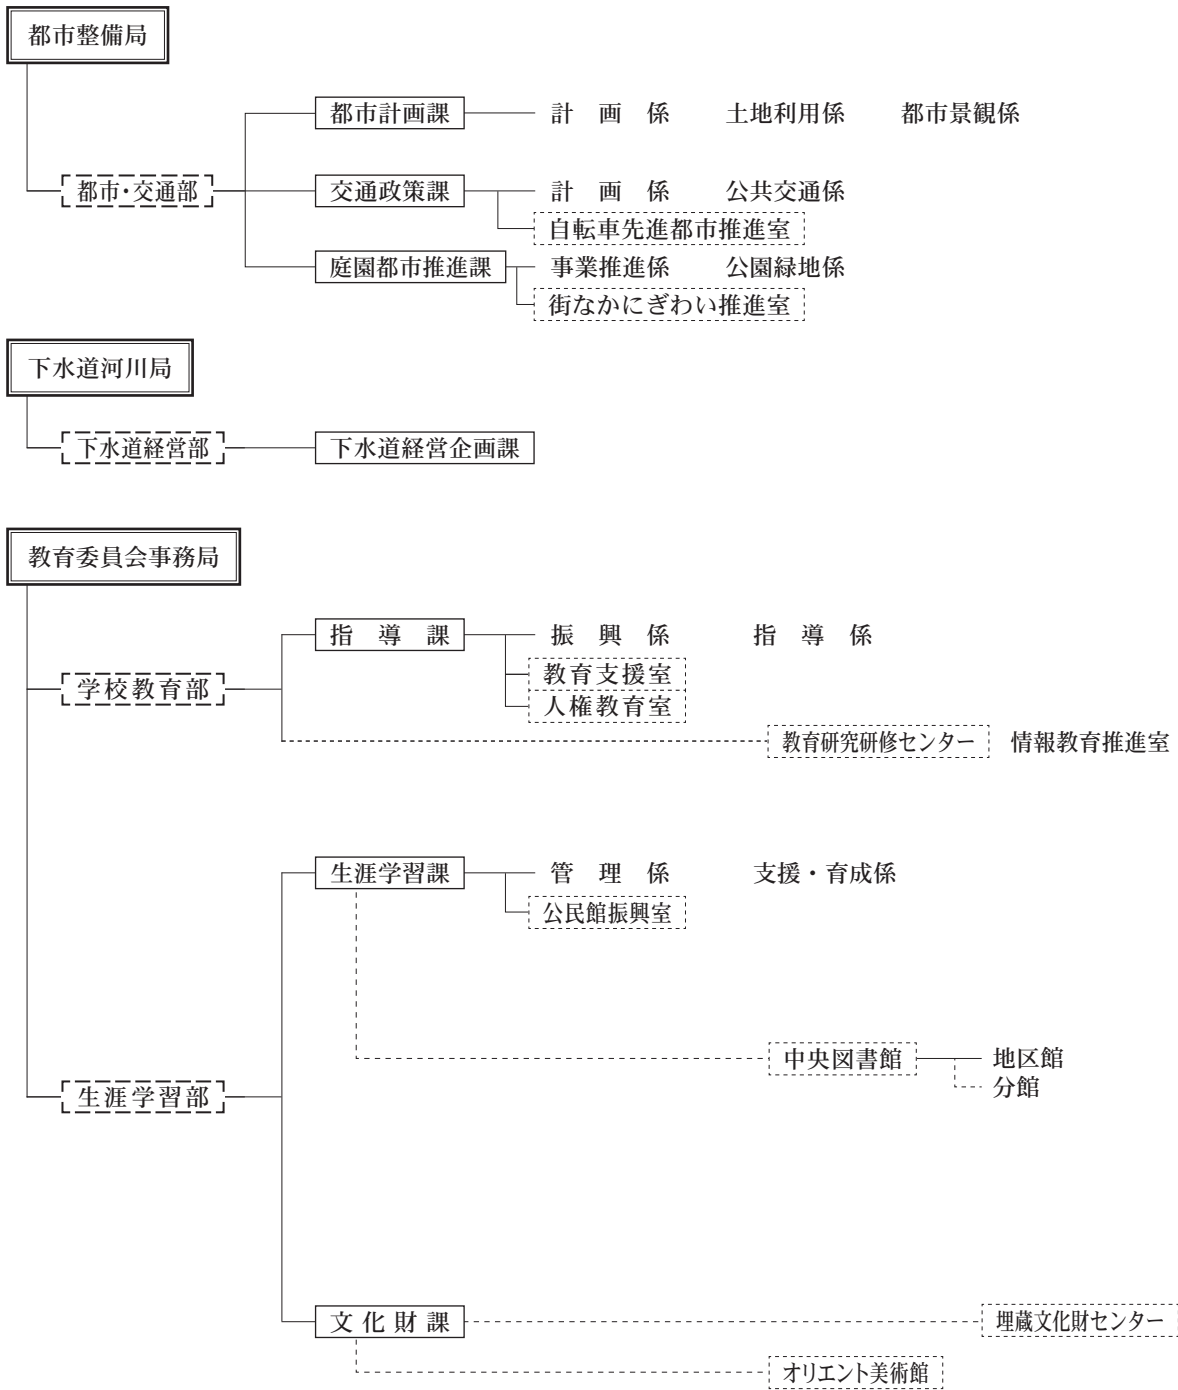 都市整備局
都市計画課 計画係 土地利用係 都市景観係
都市・交通部 交通政策課 計画係 公共交通係
自転車先進都市推進室
庭園都市推進課 事業推進係 公園緑地係
街なかにぎわい推進室
下水道河川局
下水道経営部 下水道経営企画課
教育委員会事務局
指導課 振興係 指導係
教育支援室
学校教育部
人権教育室
教育研究研修センター 情報教育推進室
生涯学習課 管理係 支援・育成係
公民館振興室
中央図書館 地区館
分館
生涯学習部
文化財課 埋蔵文化財センター
オリエント美術館